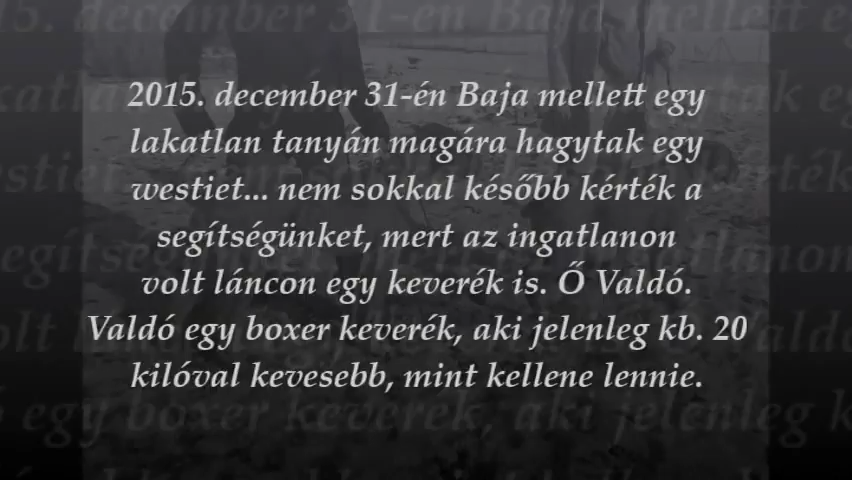 2015. december 31-én Baja mellett egy
lakatlan tanyán magára hagytak egy
westiet... nem sokkal később kérték a
segítségünket, mert az ingatlanon
volt láncon egy keverék is. Ő Valdó.
Valdó egy boxer keverék, aki jelenleg kb. 20
kilóval kevesebb, mint kellene lennie.